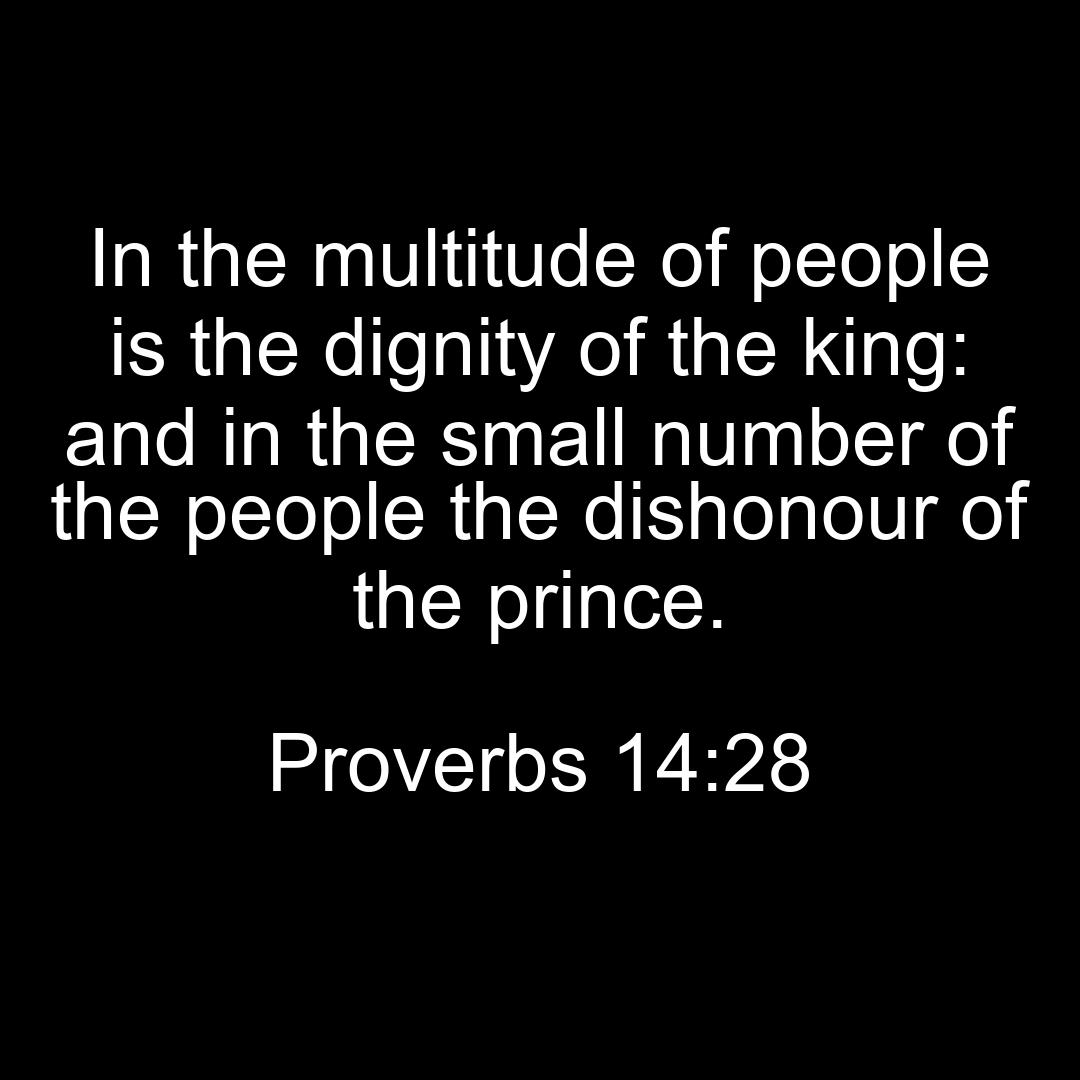 In the multitude of people
is the dignity of the king:
and in the small number of
the people the dishonour of
the prince.
Proverbs 14:28